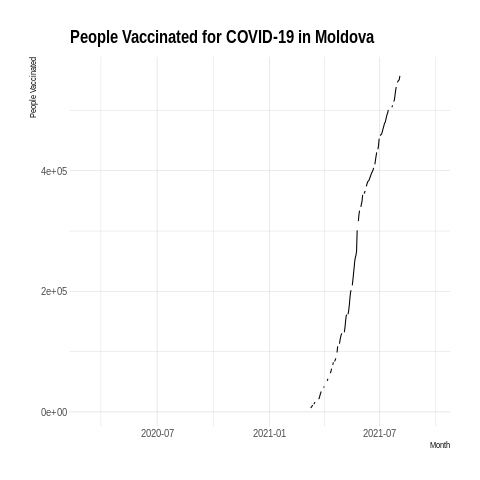 People Vaccinated for COVID-19 in Moldova
People Vaccinated
4e+05
2e+05
0e+00
2020-07
2021-01
2021-07
Month